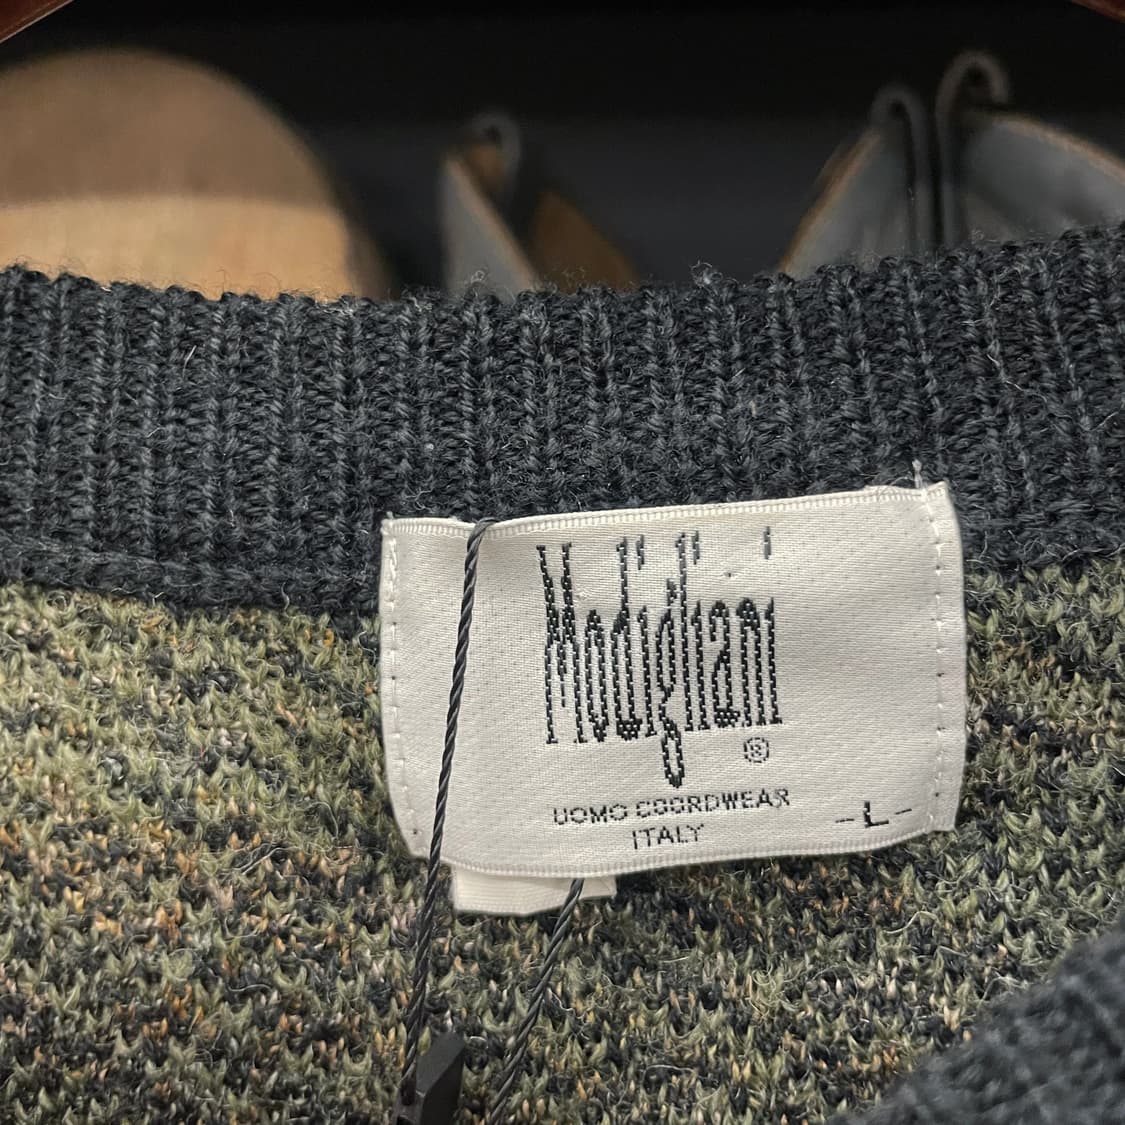 Modigliani
®
UOMO COORDWEAR
ITALY
-L-